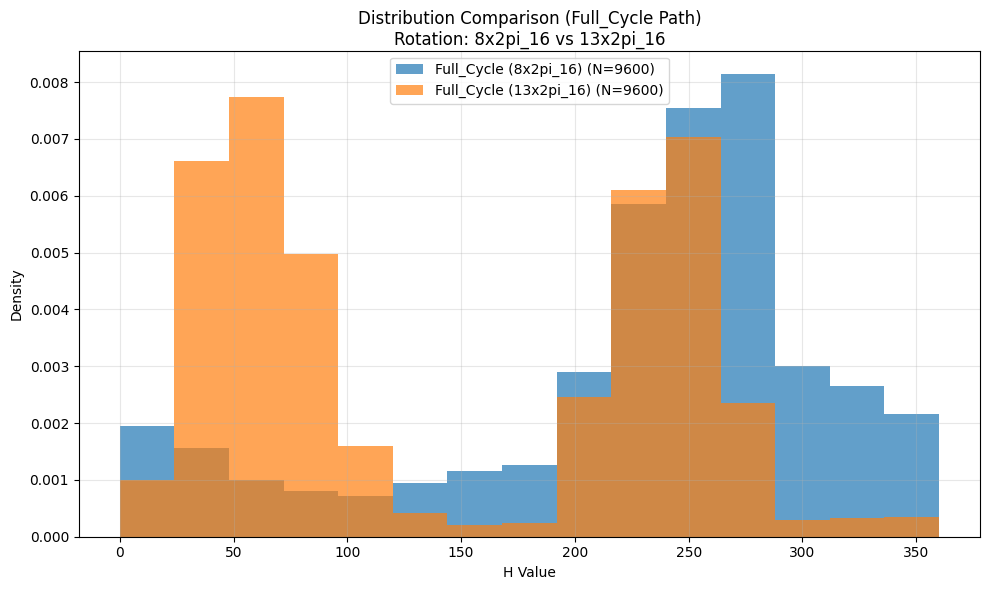 Distribution Comparison (Full_Cycle Path)
Rotation: 8x2pi_16 vs 13x2pi_16
Full_Cycle (8x2pi_16) (N=9600)
Full_Cycle (13x2pi_16) (N=9600)
Density
0.008
0.007
0.006
0.005
0.004
0.003
0.002
0.001
0.000
0 50 100 150 200 250 300 350
H Value